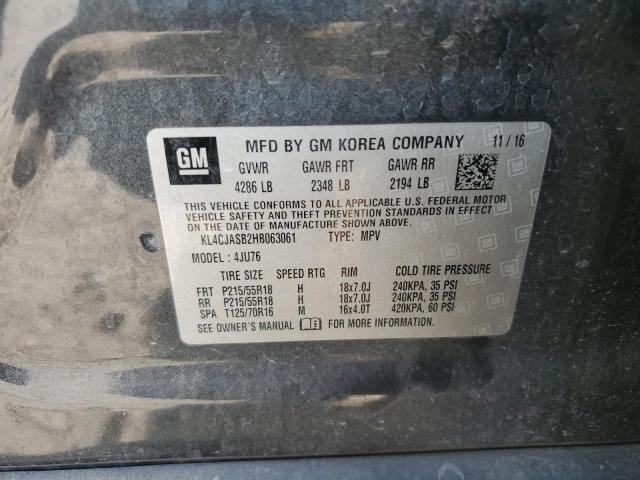 GM MFD BY GM KOREA COMPANY 11/16
GVWR GAWR FRT GAWR RR
4286 LB 2348 LB 2194 LB
THIS VEHICLE CONFORMS TO ALL APPLICABLE U.S. FEDERAL MOTOR
VEHICLE SAFETY AND THEFT PREVENTION STANDARDS IN EFFECT
ON THE DATE OF MANUFACTURE SHOWN ABOVE.
KL4CJASB2HB063061 TYPE: MPV
MODEL: 4JU76
TIRE SIZE SPEED RTG RIM COLD TIRE PRESSURE
FRT P215/55R18 H 18x7.0J 240KPA, 35 PSI
RR P215/55R18 H 18x7.0J 240KPA, 35 PSI
SPA T125/70R16 M 16x4.0T 420KPA, 60 PSI
SEE OWNER'S MANUAL FOR MORE INFORMATION.